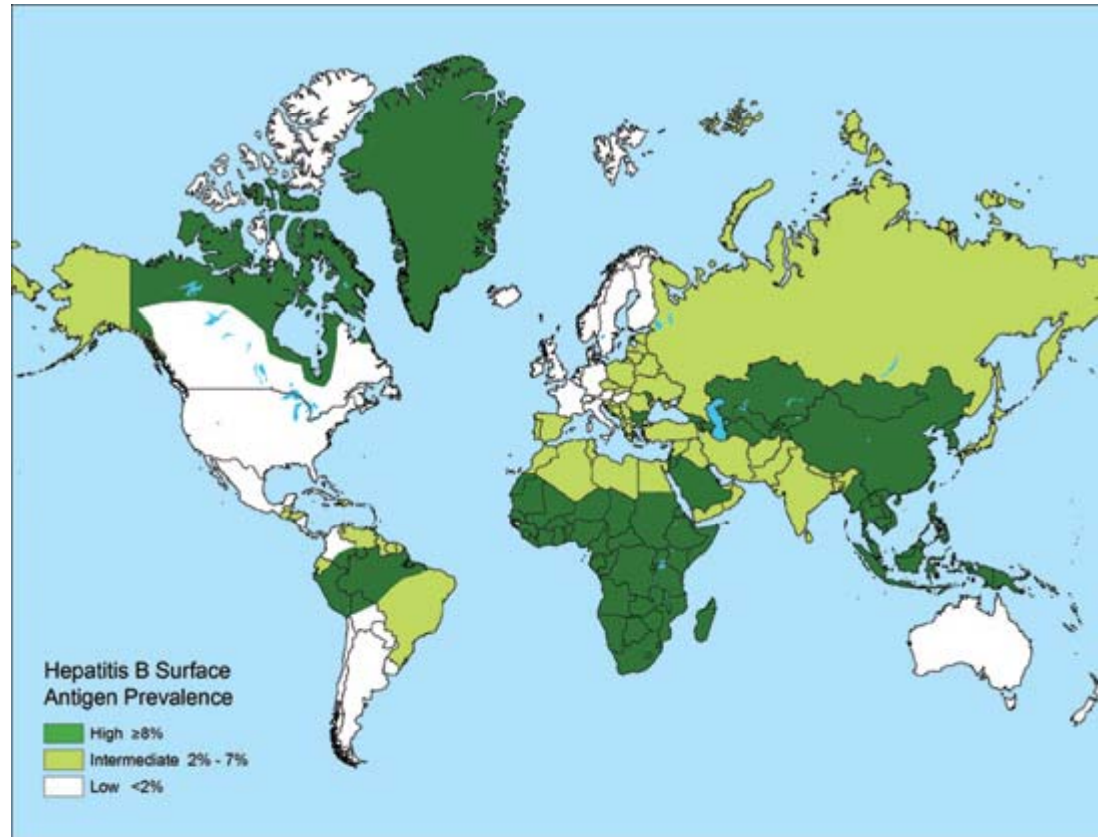 Hepatitis B Surface
Antigen Prevalence
High ≥8%
Intermediate 2% - 7%
Low <2%